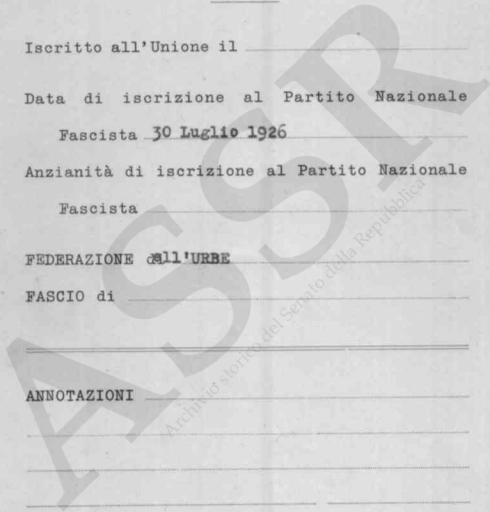 Iscritto all'Unione il
Data di iscrizione al Partito Nazionale
Fascista 30 Luglio 1926
Anzianità di iscrizione al Partito Nazionale
Fascista
FEDERAZIONE dell'URBE
FASCIO di
ANNOTAZIONI
ASSR
Archivio storico del Senato della Repubblica